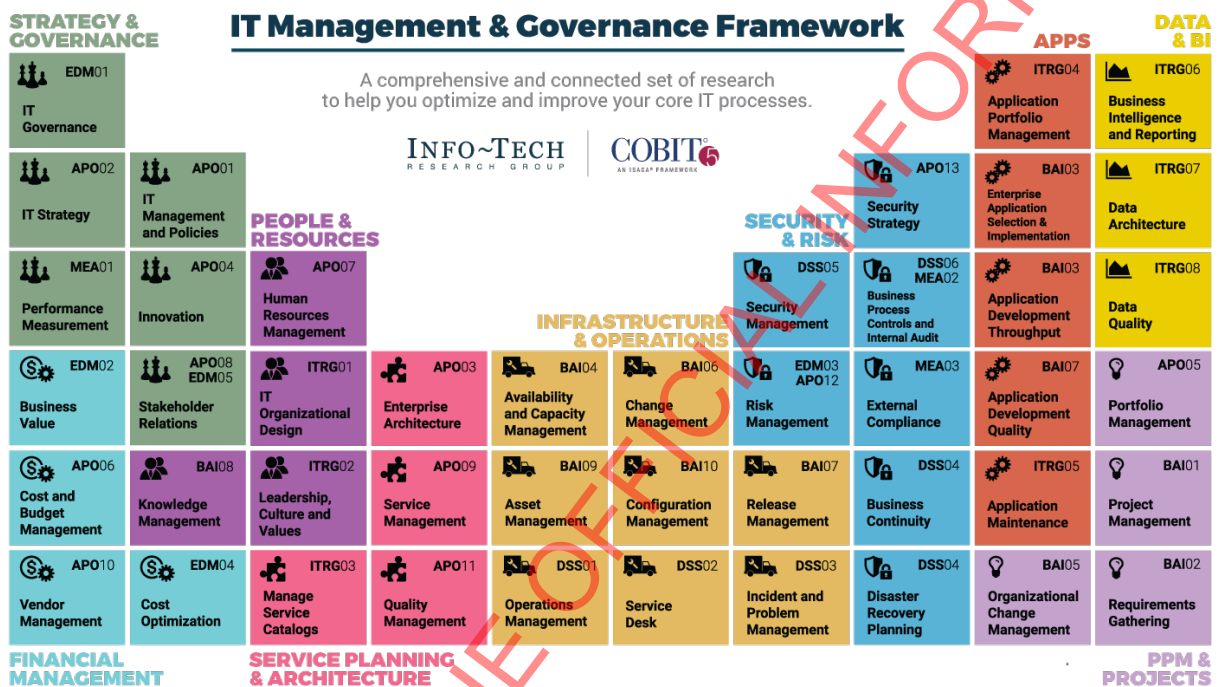 STRATEGY &
GOVERNANCE
IT Management & Governance Framework
A comprehensive and connected set of research
to help you optimize and improve your core IT processes.
INFO~TECH
RESEARCH GROUP
COBIT 5
AN ISACA® FRAMEWORK
APPS
DATA
& BI
EDM01
IT
Governance
ITRG04
Application
Portfolio
Management
ITRG06
Business
Intelligence
and Reporting
APO02
IT Strategy
APO01
IT
Management
and Policies
PEOPLE &
RESOURCES
SECURITY
& RISK
APO13
Security
Strategy
BAI03
Enterprise
Application
Selection &
Implementation
ITRG07
Data
Architecture
MEA01
Performance
Measurement
APO04
Innovation
APO07
Human
Resources
Management
INFRASTRUCTURE
& OPERATIONS
DSS05
Security
Management
DSS06
MEA02
Business
Process
Controls and
Internal Audit
BAI03
Application
Development
Throughput
ITRG08
Data
Quality
EDM02
Business
Value
APO08
EDM05
Stakeholder
Relations
ITRG01
IT
Organizational
Design
APO03
Enterprise
Architecture
BAI04
Availability
and Capacity
Management
BAI06
Change
Management
EDM03
APO12
Risk
Management
MEA03
External
Compliance
BAI07
Application
Development
Quality
APO05
Portfolio
Management
APO06
Cost and
Budget
Management
BAI08
Knowledge
Management
ITRG02
Leadership,
Culture and
Values
APO09
Service
Management
BAI09
Asset
Management
BAI10
Configuration
Management
BAI07
Release
Management
DSS04
Business
Continuity
ITRG05
Application
Maintenance
BAI01
Project
Management
APO10
Vendor
Management
EDM04
Cost
Optimization
ITRG03
Manage
Service
Catalogs
APO11
Quality
Management
DSS01
Operations
Management
DSS02
Service
Desk
DSS03
Incident and
Problem
Management
DSS04
Disaster
Recovery
Planning
BAI05
Organizational
Change
Management
BAI02
Requirements
Gathering
FINANCIAL
MANAGEMENT
SERVICE PLANNING
& ARCHITECTURE
PPM &
PROJECTS
OFFICIAL